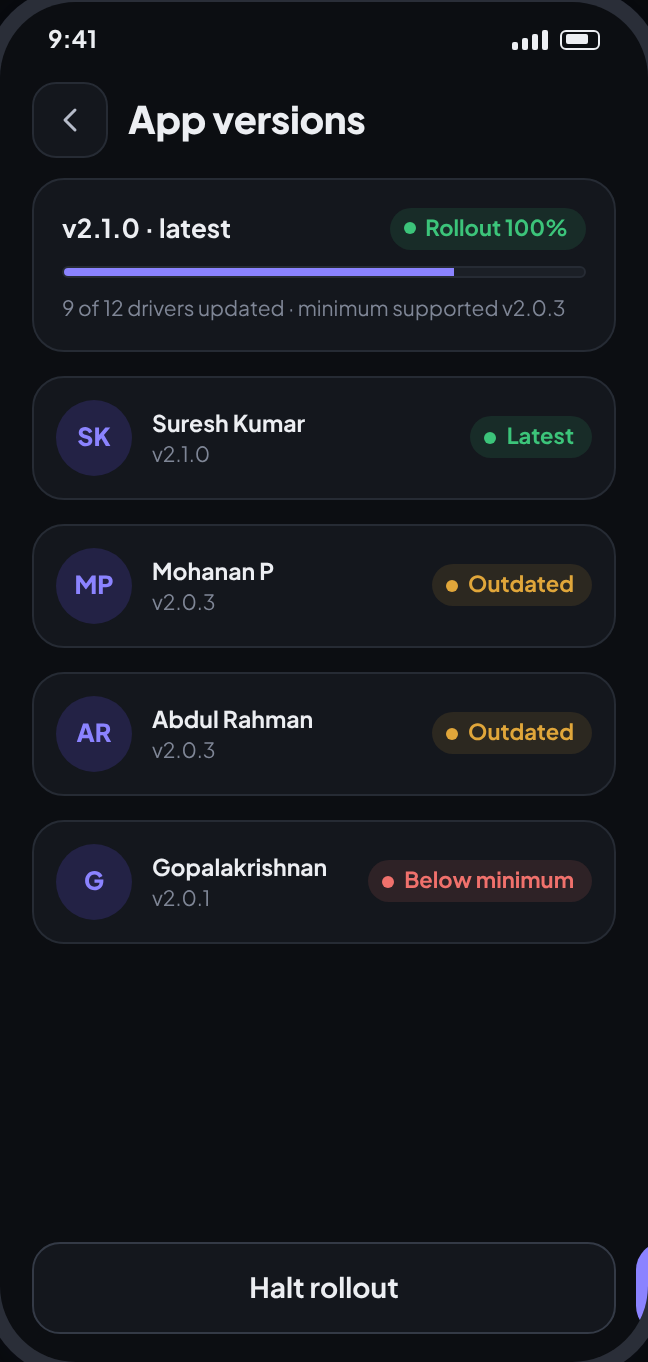 9:41
App versions
v2.1.0 · latest
Rollout 100%
9 of 12 drivers updated · minimum supported v2.0.3
SK
Suresh Kumar
v2.1.0
Latest
MP
Mohanan P
v2.0.3
Outdated
AR
Abdul Rahman
v2.0.3
Outdated
G
Gopalakrishnan
v2.0.1
Below minimum
Halt rollout